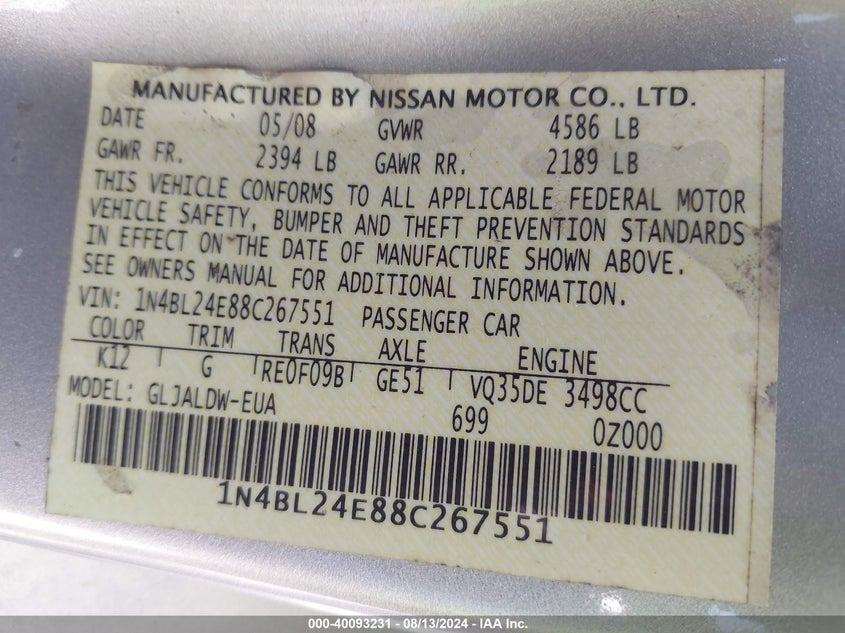 MANUFACTURED BY NISSAN MOTOR CO., LTD.
DATE 05/08 GVWR 4586 LB
GAWR FR. 2394 LB GAWR RR. 2189 LB
THIS VEHICLE CONFORMS TO ALL APPLICABLE FEDERAL MOTOR
VEHICLE SAFETY, BUMPER AND THEFT PREVENTION STANDARDS
IN EFFECT ON THE DATE OF MANUFACTURE SHOWN ABOVE.
SEE OWNERS MANUAL FOR ADDITIONAL INFORMATION.
VIN: 1N4BL24E88C267551 PASSENGER CAR
COLOR TRIM TRANS AXLE ENGINE
K12 G RE0F09B GE51 VQ35DE 3498CC
MODEL: GLJALDW-EUA 699 0Z000
1N4BL24E88C267551
000-40093231 - 08/13/2024 - IAA Inc.